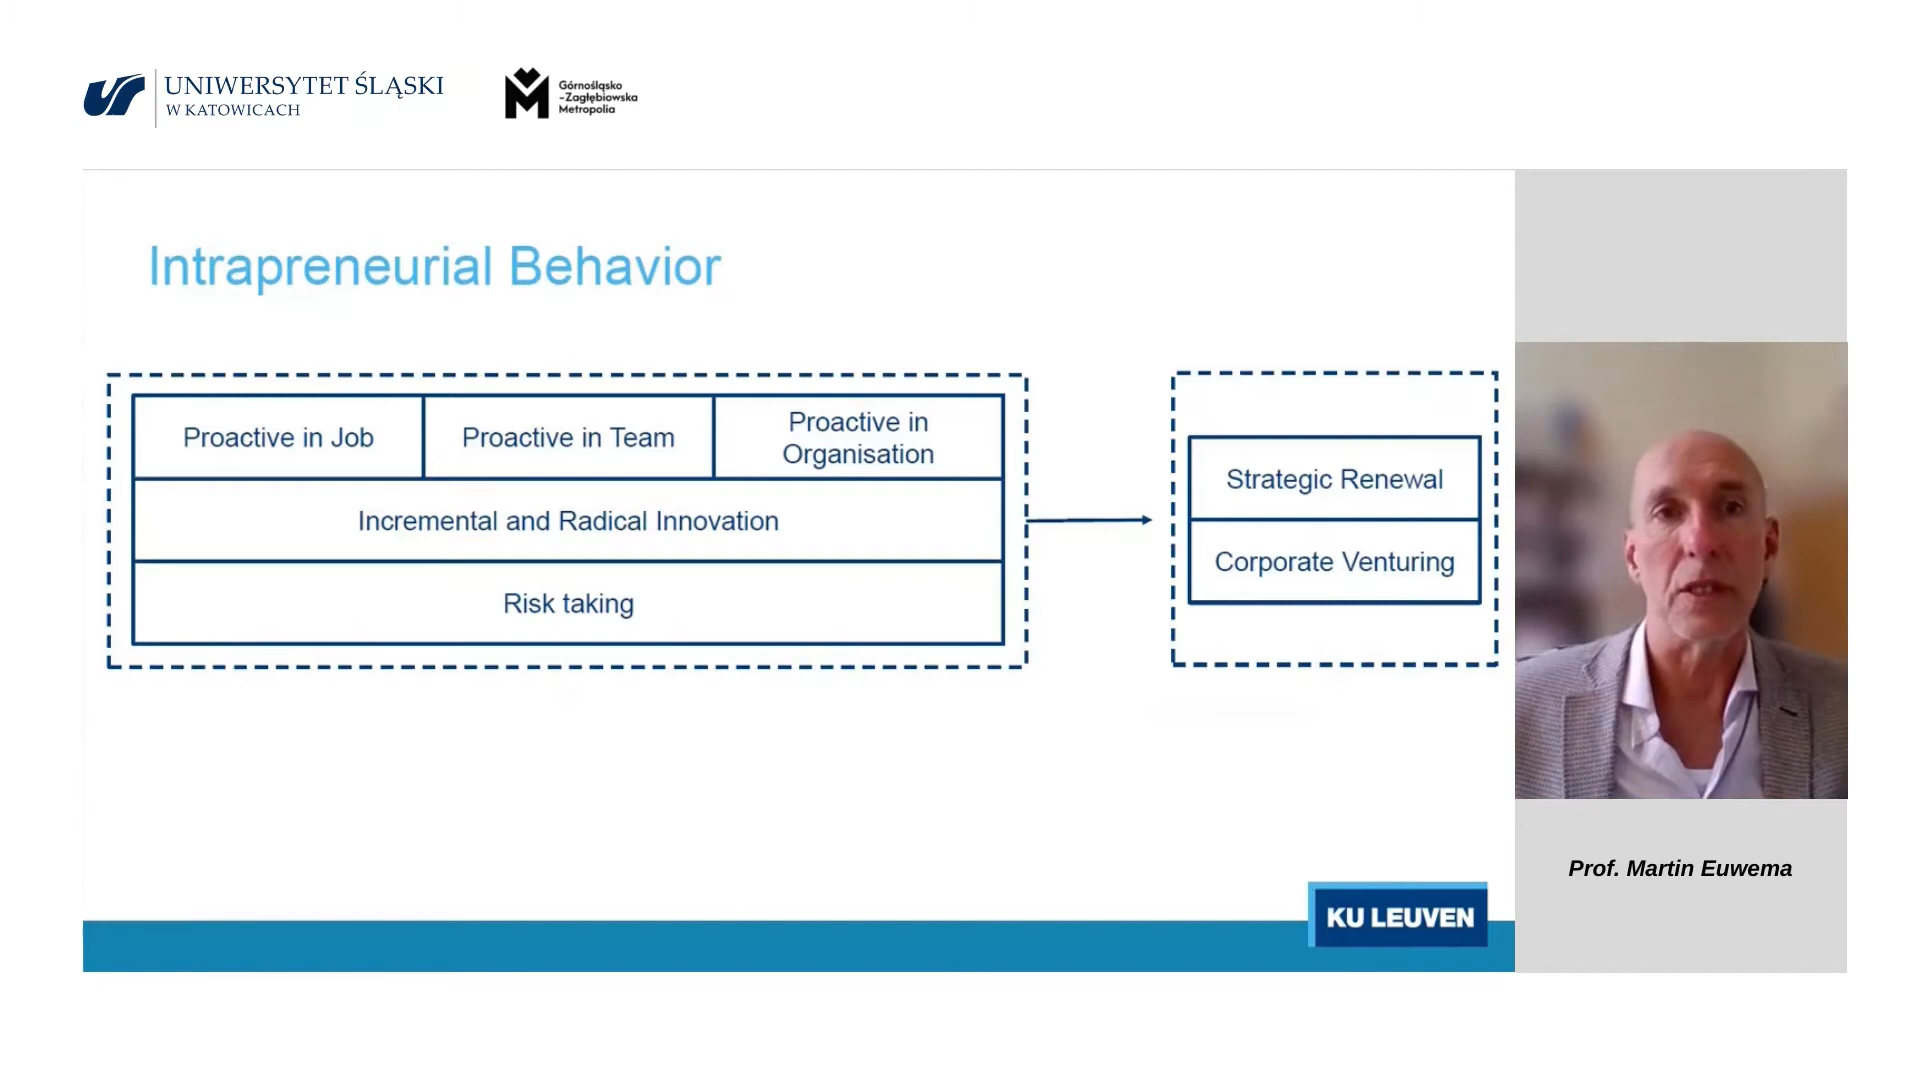 UNIWERSYTET ŚLĄSKI
W KATOWICACH
Górnośląsko
-Zagłębiowska
Metropolia
Intrapreneurial Behavior
Proactive in Job
Proactive in Team
Proactive in
Organisation
Incremental and Radical Innovation
Risk taking
Strategic Renewal
Corporate Venturing
Prof. Martin Euwema
KU LEUVEN